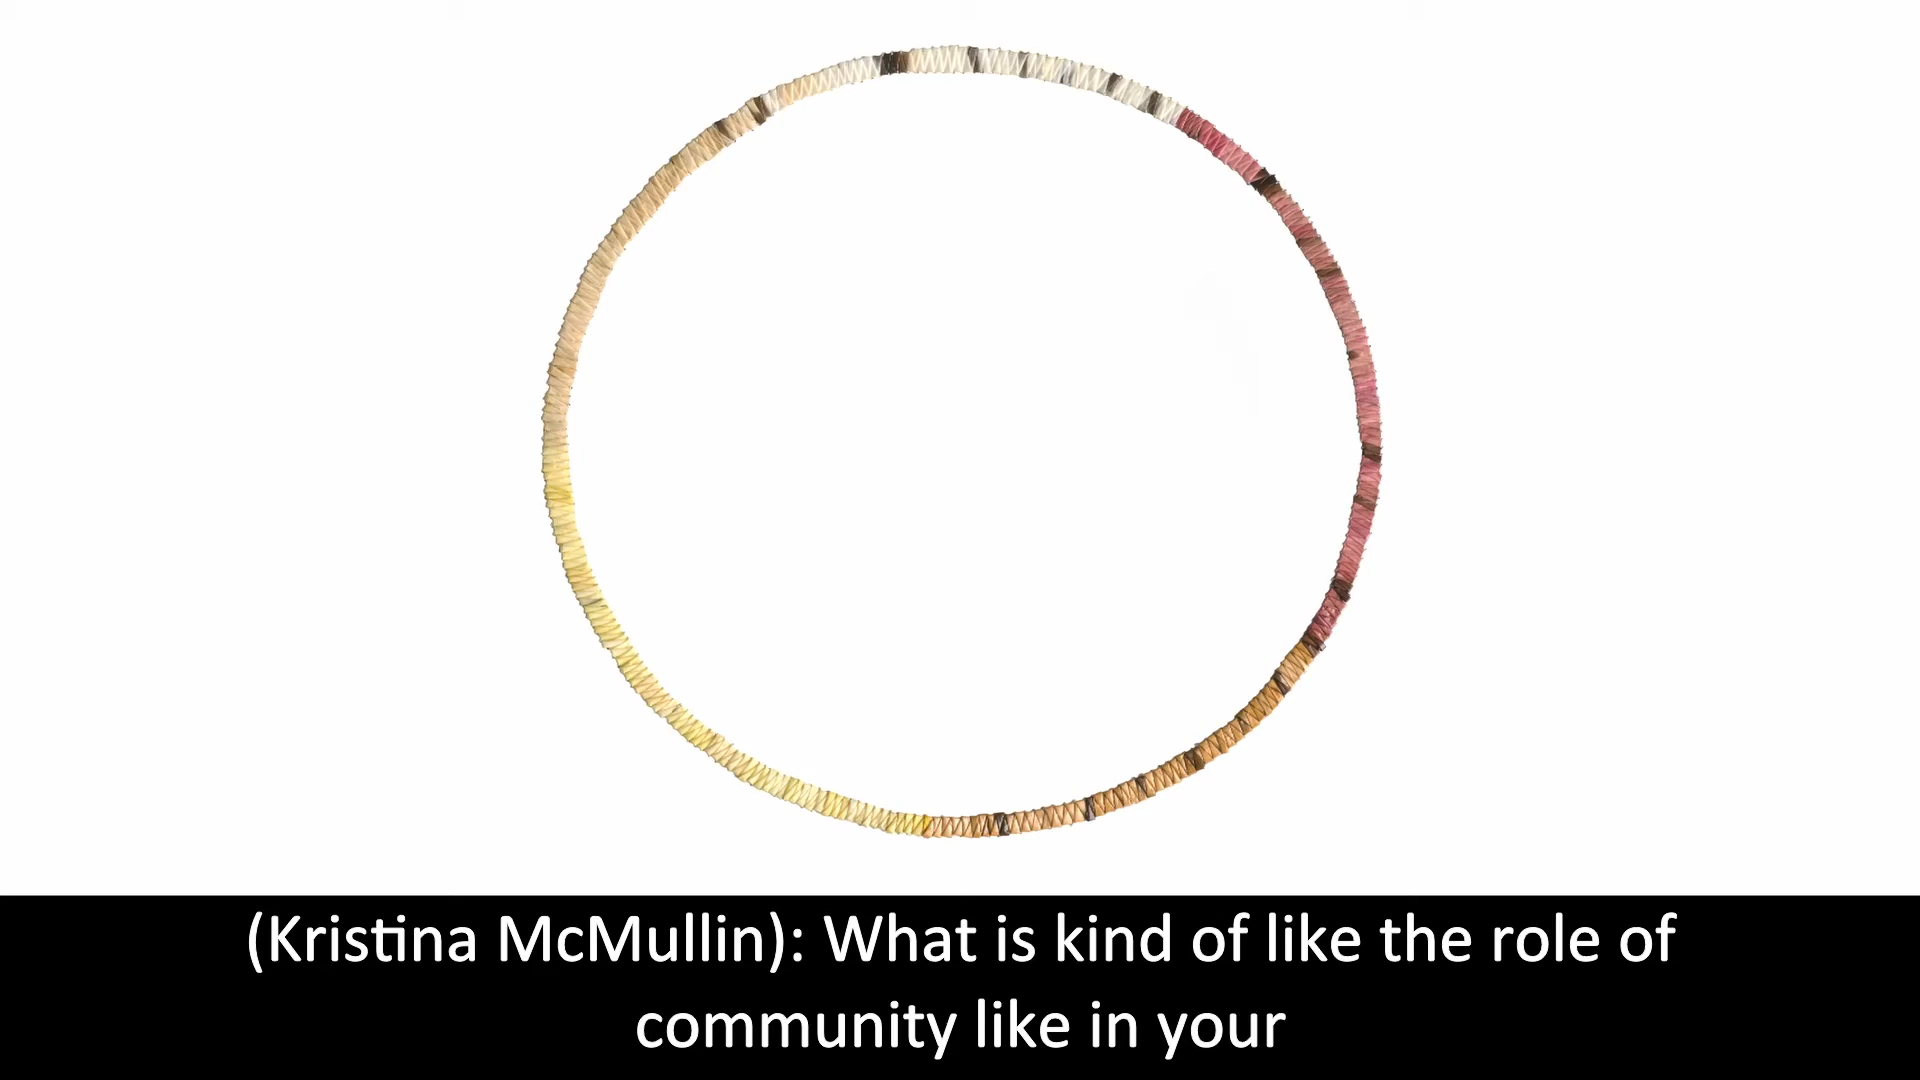 (Kristina McMullin): What is kind of like the role of
community like in your